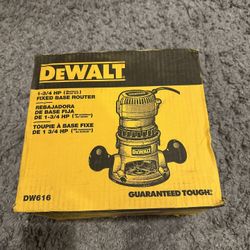 DEWALT
1-3/4 HP
FIXED BASE ROUTER
REBAJADORA
DE BASE FIJA
DE 1-3/4 HP
TOUPIE À BASE FIXE
DE 1 3/4 HP
DW616
GUARANTEED TOUGH.